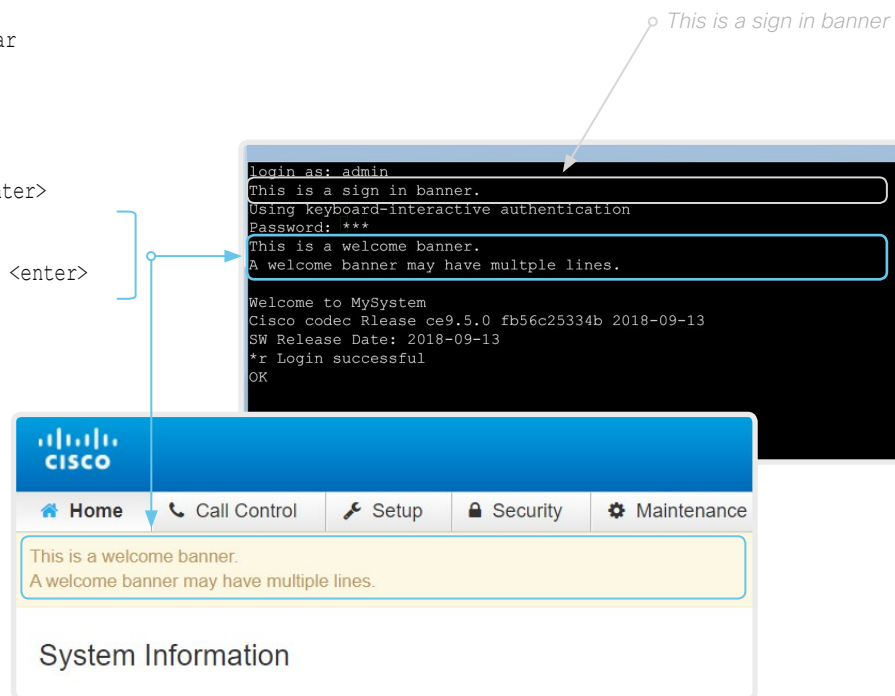 This is a sign in banner
ar
nter>
<enter>
login as: admin
This is a sign in banner.
Using keyboard-interactive authentication
Password: ***
This is a welcome banner.
A welcome banner may have multple lines.
Welcome to MySystem
Cisco codec Rlease ce9.5.0 fb56c25334b 2018-09-13
SW Release Date: 2018-09-13
*r Login successful
OK
CISCO
Home Call Control Setup Security Maintenance
This is a welcome banner.
A welcome banner may have multiple lines.
System Information